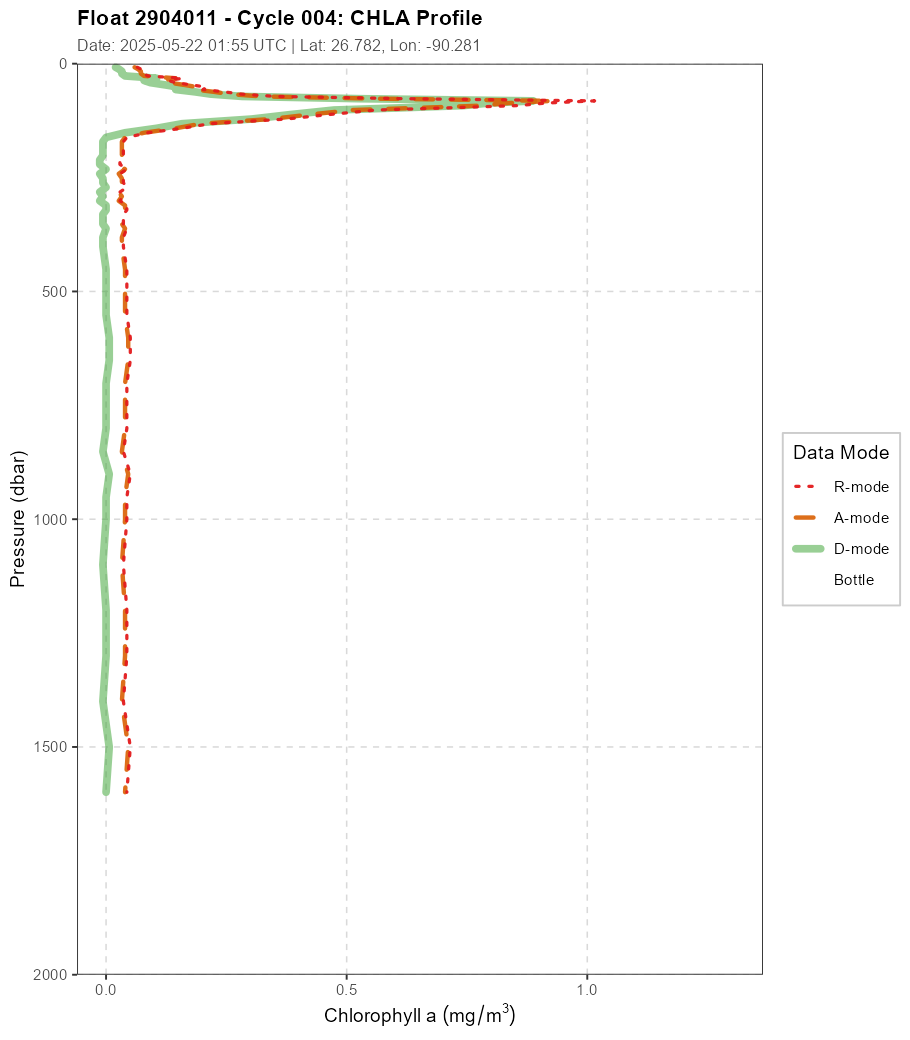 Float 2904011 - Cycle 004: CHLA Profile
Date: 2025-05-22 01:55 UTC | Lat: 26.782, Lon: -90.281
0
500
1000
1500
2000
Pressure (dbar)
0.0 0.5 1.0
Chlorophyll a (mg/m³)
Data Mode
R-mode
A-mode
D-mode
Bottle